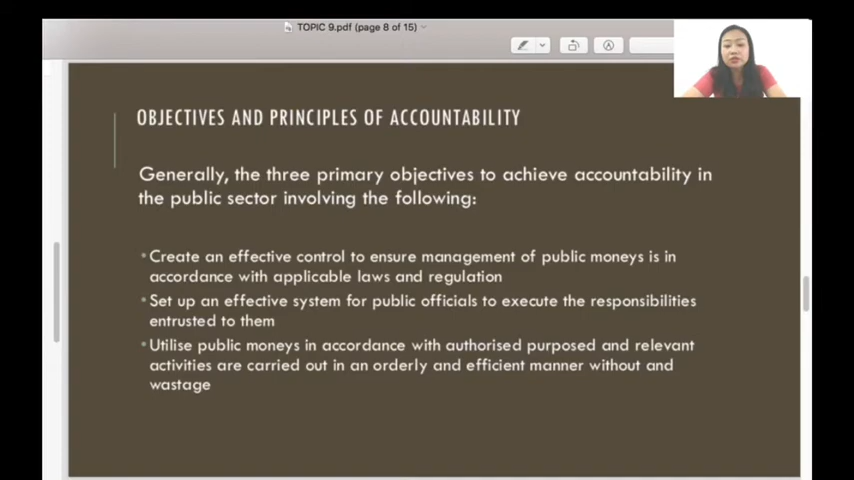 TOPIC 9.pdf (page 8 of 15)
OBJECTIVES AND PRINCIPLES OF ACCOUNTABILITY
Generally, the three primary objectives to achieve accountability in
the public sector involving the following:
Create an effective control to ensure management of public moneys is in
accordance with applicable laws and regulation
Set up an effective system for public officials to execute the responsibilities
entrusted to them
Utilise public moneys in accordance with authorised purposed and relevant
activities are carried out in an orderly and efficient manner without and
wastage